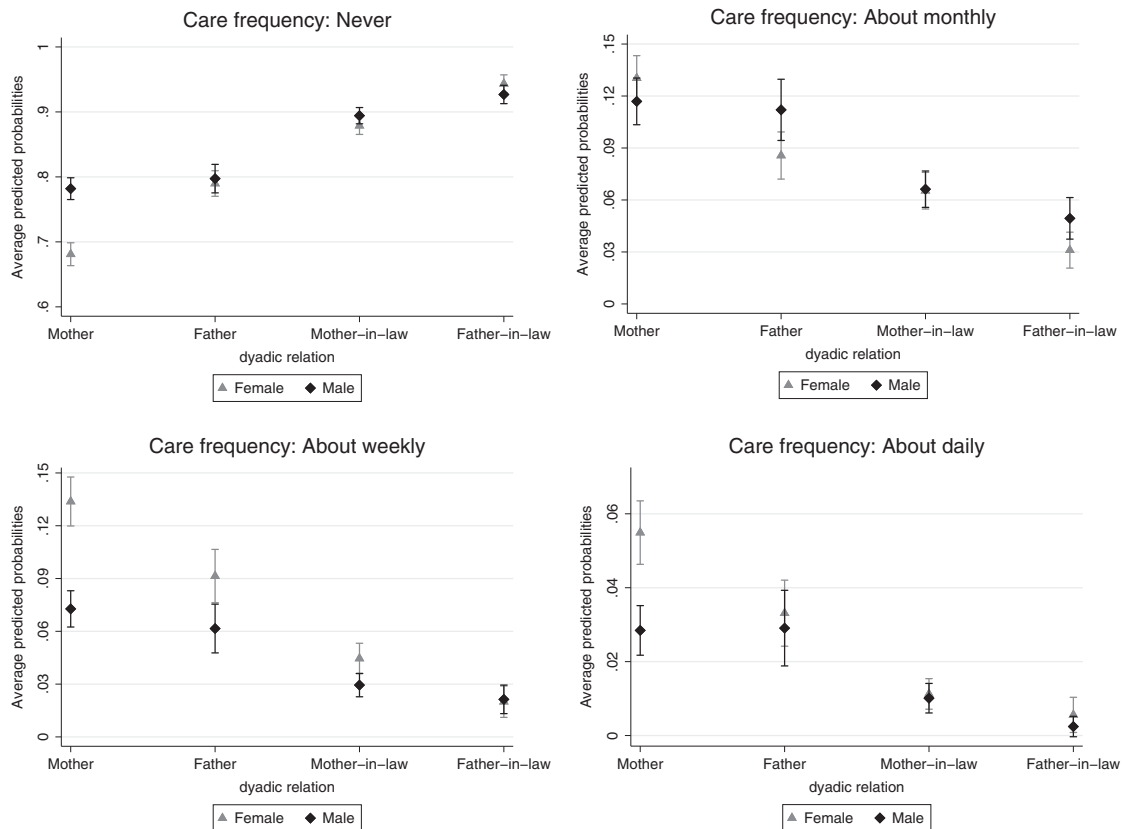 Care frequency: Never
Average predicted probabilities
1
.9
.8
.7
.6
Mother Father Mother-in-law Father-in-law
dyadic relation
Female Male
Care frequency: About monthly
Average predicted probabilities
.15
.12
.09
.06
.03
0
Mother Father Mother-in-law Father-in-law
dyadic relation
Female Male
Care frequency: About weekly
Average predicted probabilities
.15
.12
.09
.06
.03
0
Mother Father Mother-in-law Father-in-law
dyadic relation
Female Male
Care frequency: About daily
Average predicted probabilities
.06
.04
.02
0
Mother Father Mother-in-law Father-in-law
dyadic relation
Female Male